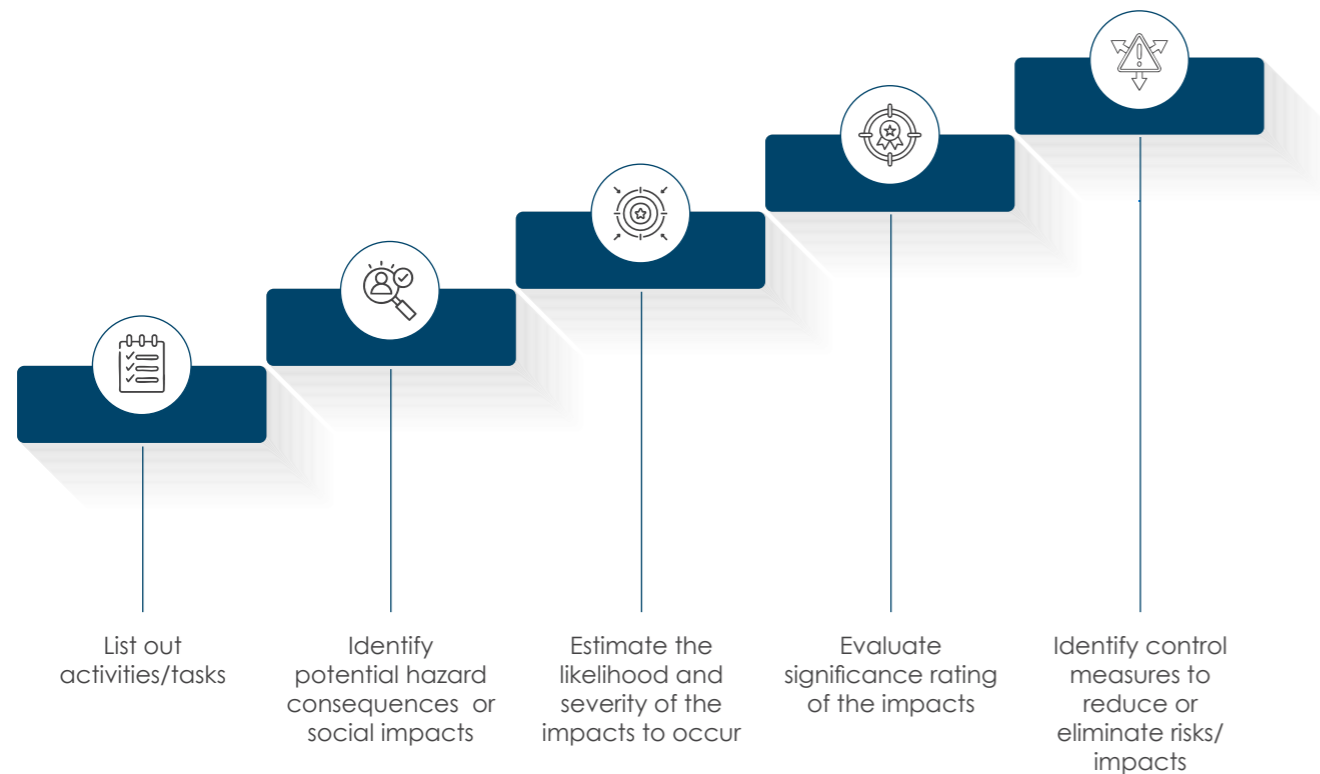 List out
activities/tasks
Identify
potential hazard
consequences or
social impacts
Estimate the
likelihood and
severity of the
impacts to occur
Evaluate
significance rating
of the impacts
Identify control
measures to
reduce or
eliminate risks/
impacts